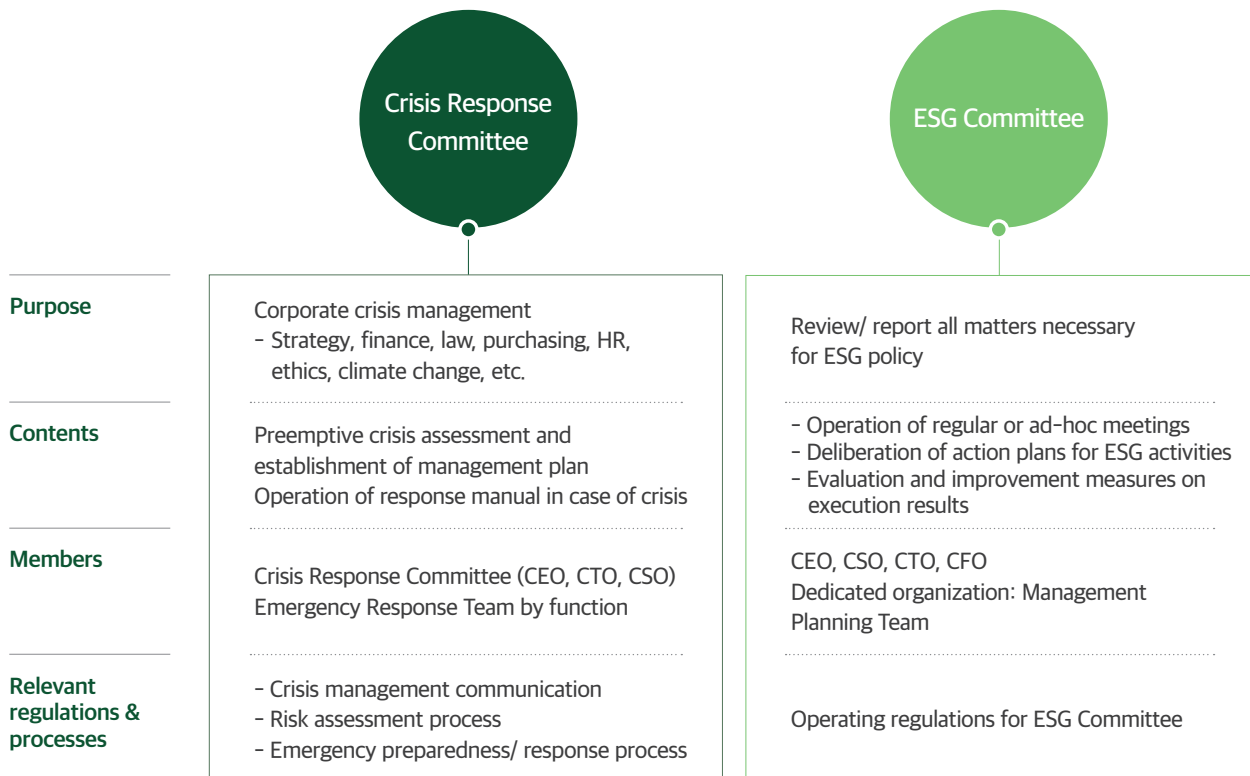 Crisis Response
Committee
ESG Committee
Purpose
Corporate crisis management
- Strategy, finance, law, purchasing, HR,
ethics, climate change, etc.
Review/ report all matters necessary
for ESG policy
Contents
Preemptive crisis assessment and
establishment of management plan
Operation of response manual in case of crisis
- Operation of regular or ad-hoc meetings
- Deliberation of action plans for ESG activities
- Evaluation and improvement measures on
execution results
Members
Crisis Response Committee (CEO, CTO, CSO)
Emergency Response Team by function
CEO, CSO, CTO, CFO
Dedicated organization: Management
Planning Team
Relevant
regulations &
processes
- Crisis management communication
- Risk assessment process
- Emergency preparedness/ response process
Operating regulations for ESG Committee